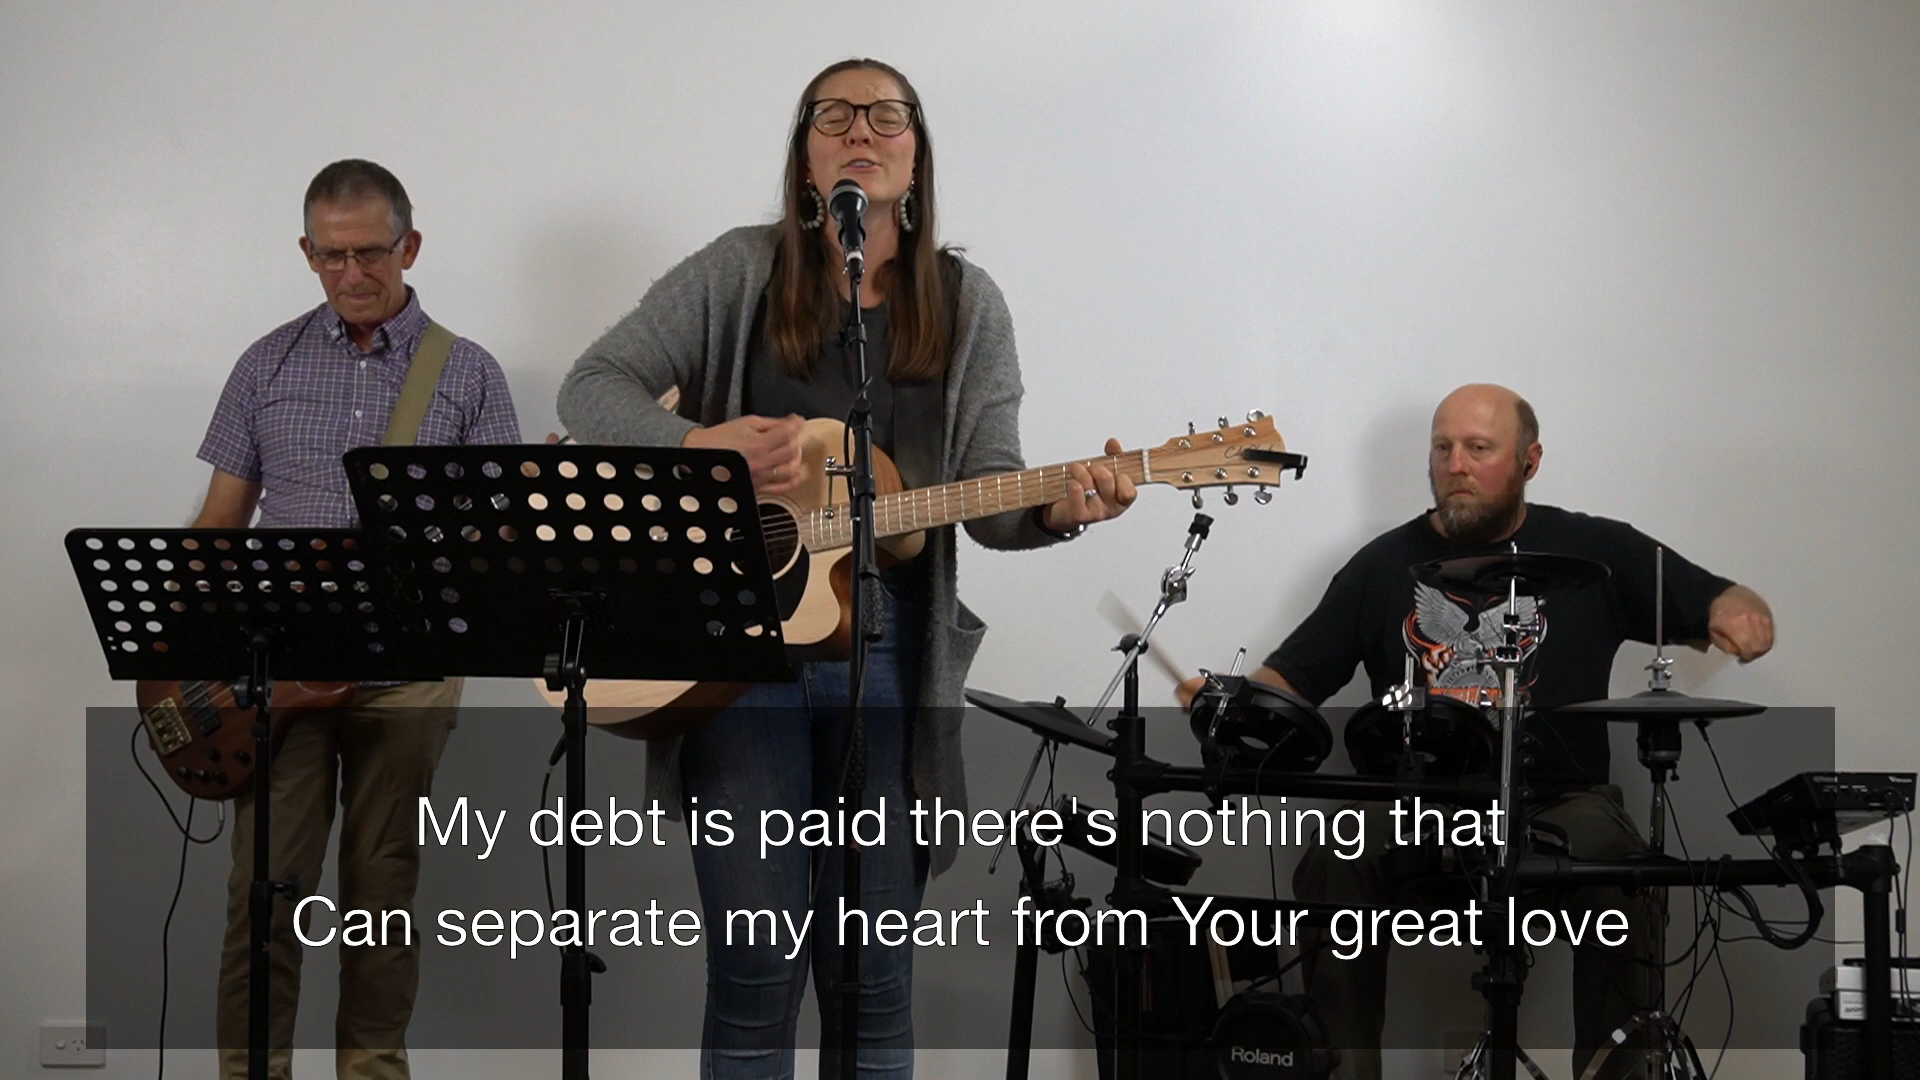 My debt is paid there's nothing that
Can separate my heart from Your great love
Roland